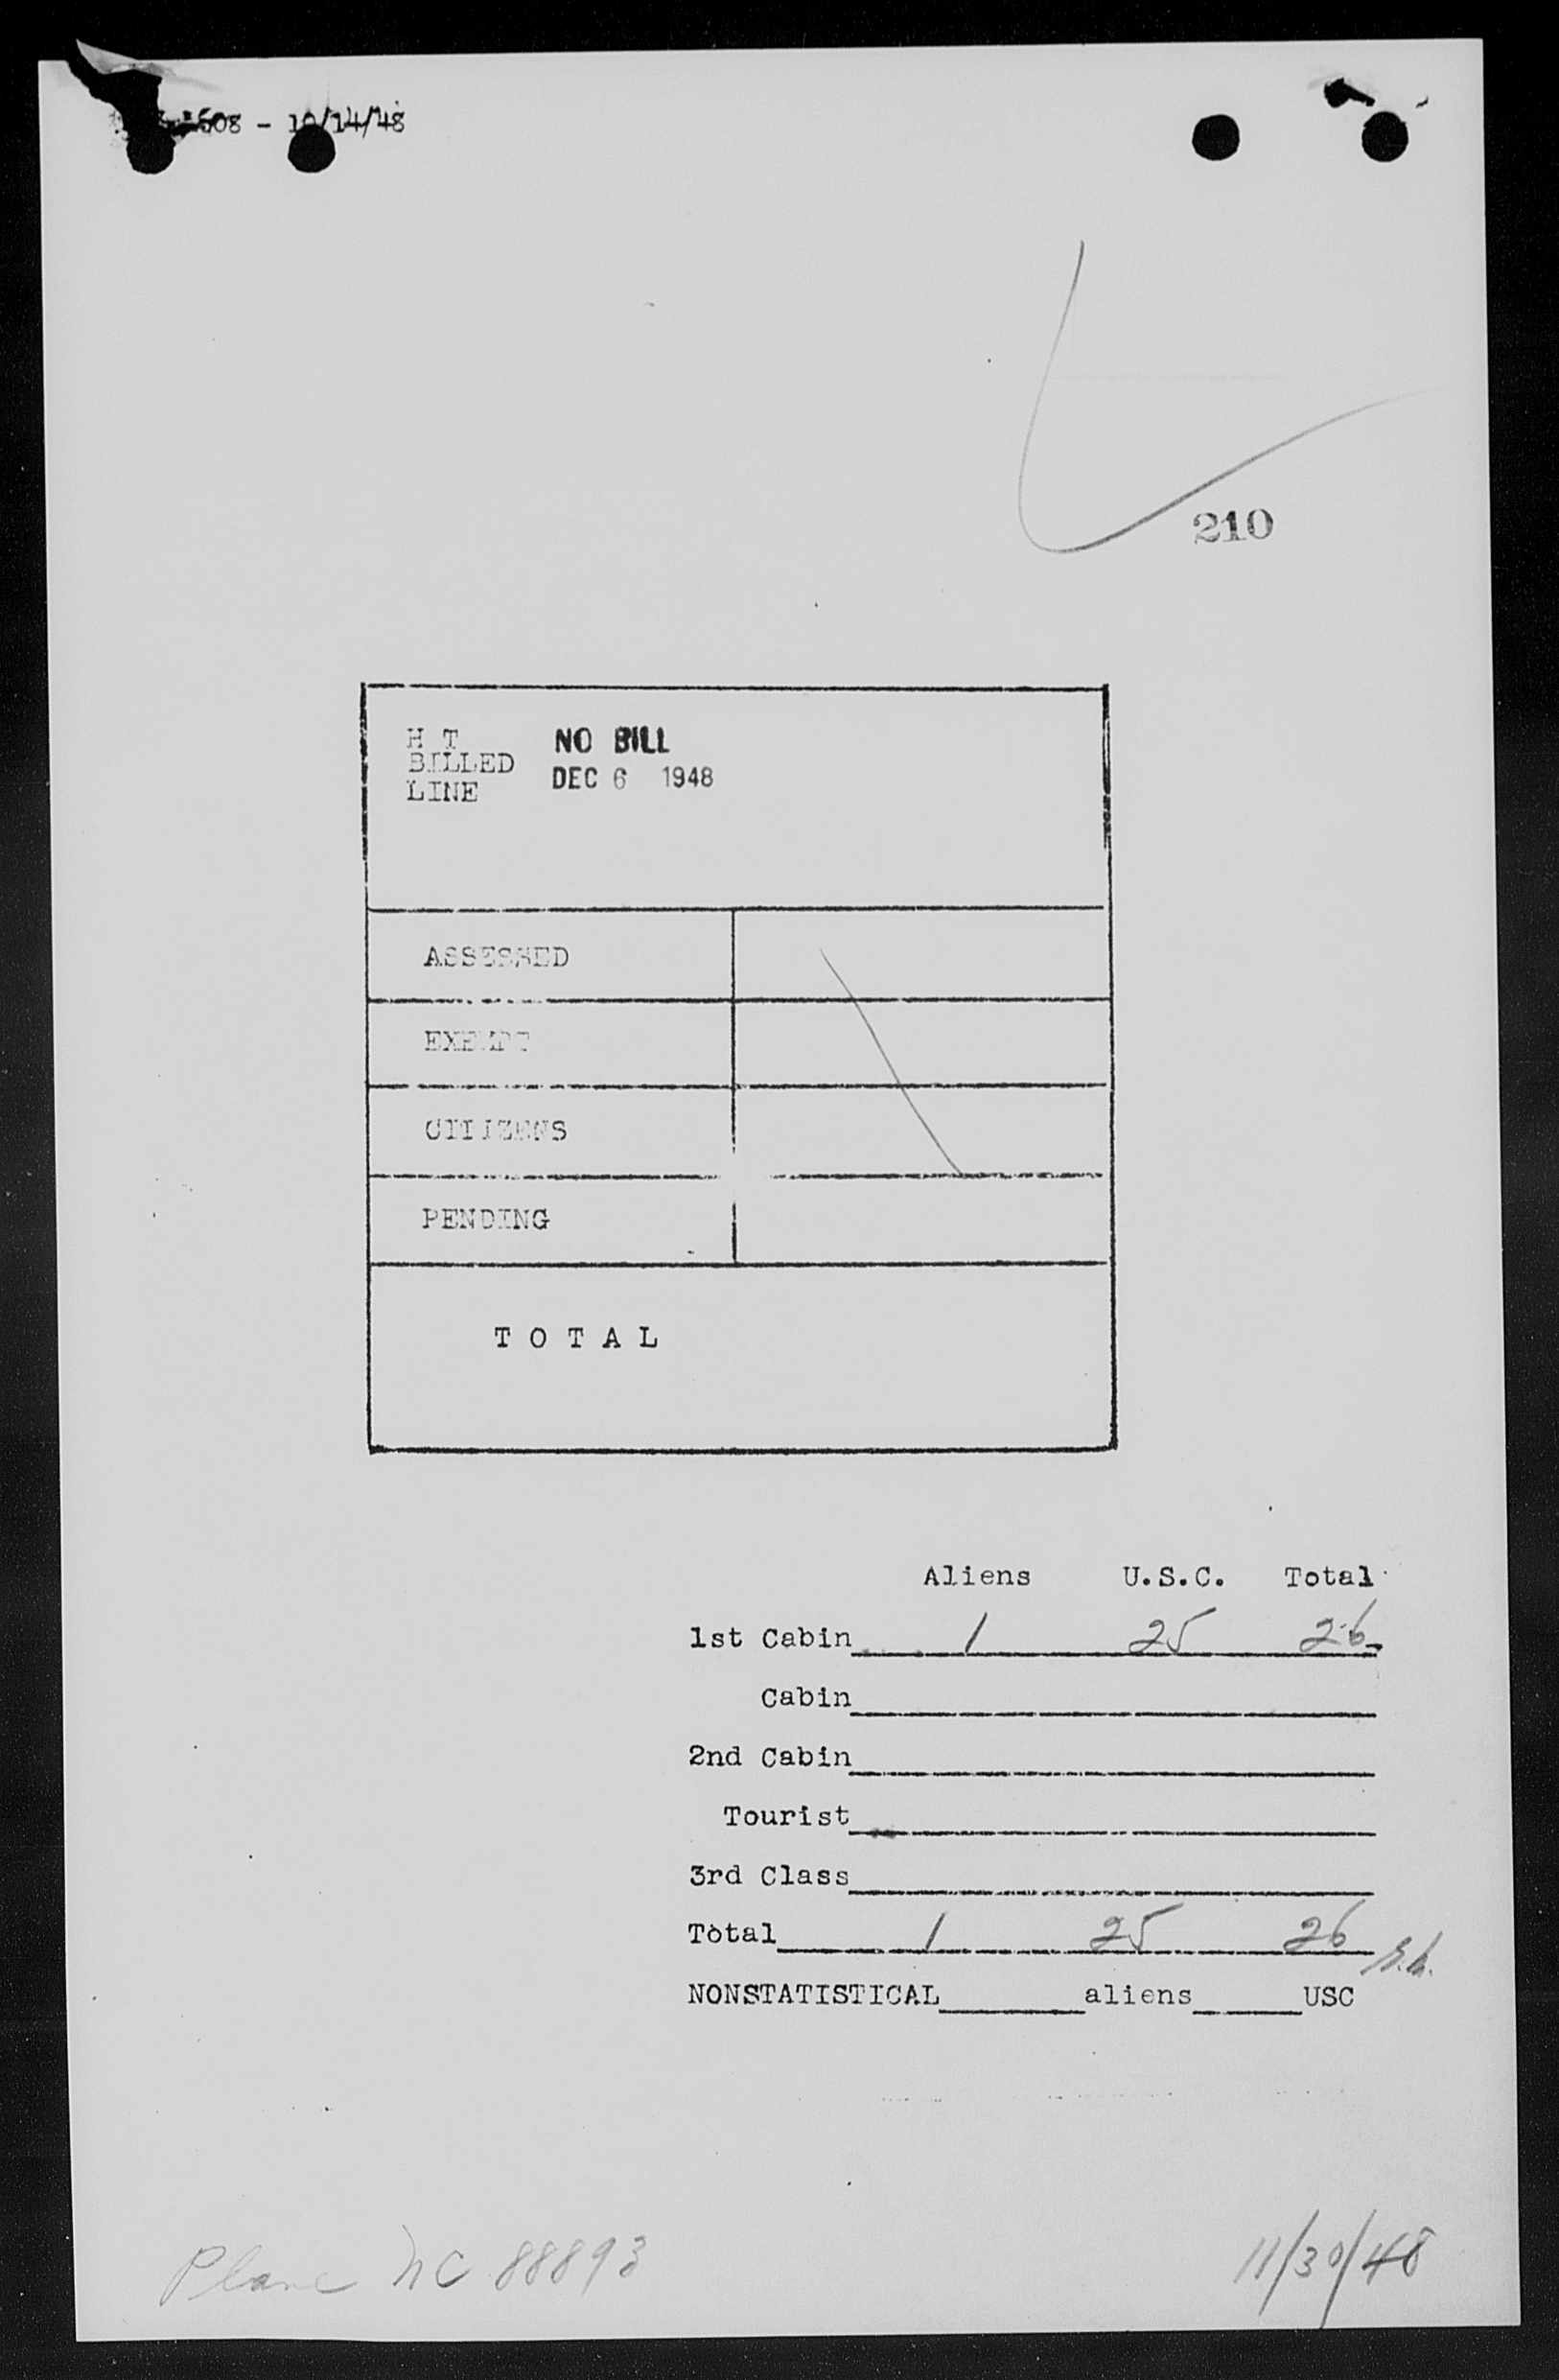 1608 - 10/14/48
210
H T
BILLED
LINE
NO BILL
DEC 6 1948
ASSESSED
EXEMPT
CITIZENS
PENDING
TOTAL
Aliens U.S.C. Total
1st Cabin 1 25 26
Cabin
2nd Cabin
Tourist
3rd Class
Total 1 25 26
NONSTATISTICAL aliens USC
Plane NC 88893 11/30/48